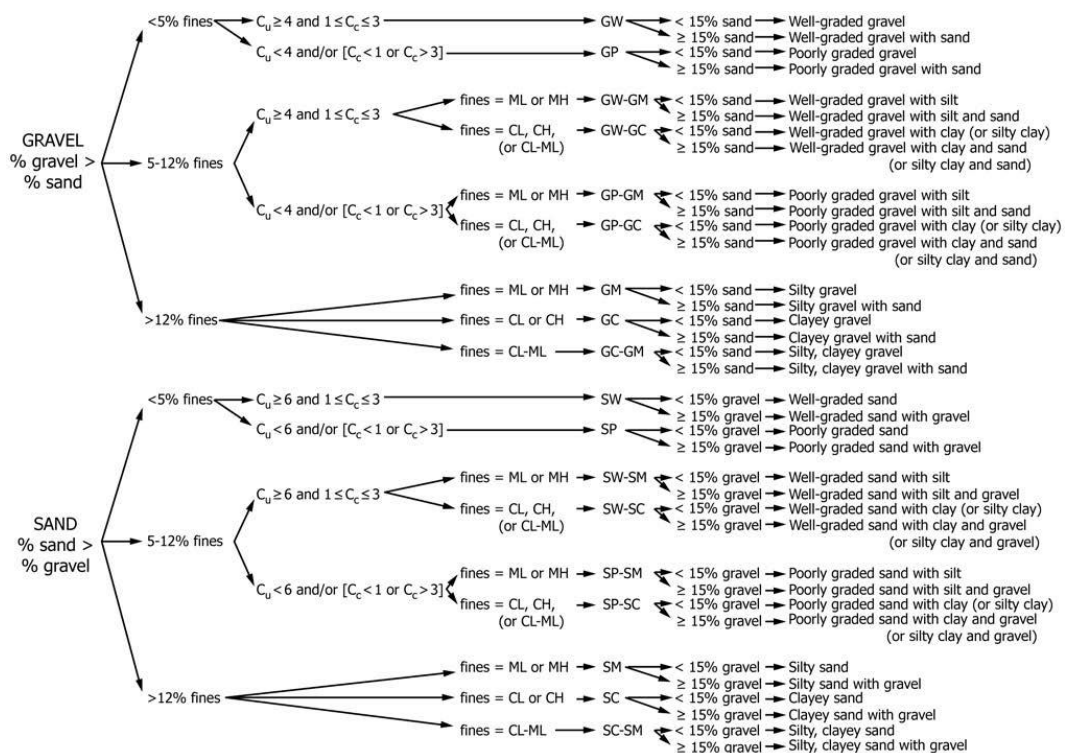 <5% fines C_u ≥ 4 and 1 ≤ C_c ≤ 3 GW < 15% sand Well-graded gravel
≥ 15% sand Well-graded gravel with sand
C_u < 4 and/or [C_c < 1 or C_c > 3] GP < 15% sand Poorly graded gravel
≥ 15% sand Poorly graded gravel with sand
fines = ML or MH GW-GM < 15% sand Well-graded gravel with silt
C_u ≥ 4 and 1 ≤ C_c ≤ 3 ≥ 15% sand Well-graded gravel with silt and sand
fines = CL, CH, GW-GC < 15% sand Well-graded gravel with clay (or silty clay)
(or CL-ML) ≥ 15% sand Well-graded gravel with clay and sand
(or silty clay and sand)
GRAVEL
% gravel > 5-12% fines
% sand
fines = ML or MH GP-GM < 15% sand Poorly graded gravel with silt
C_u < 4 and/or [C_c < 1 or C_c > 3] ≥ 15% sand Poorly graded gravel with silt and sand
fines = CL, CH, GP-GC < 15% sand Poorly graded gravel with clay (or silty clay)
(or CL-ML) ≥ 15% sand Poorly graded gravel with clay and sand
(or silty clay and sand)
fines = ML or MH GM < 15% sand Silty gravel
≥ 15% sand Silty gravel with sand
>12% fines fines = CL or CH GC < 15% sand Clayey gravel
≥ 15% sand Clayey gravel with sand
fines = CL-ML GC-GM < 15% sand Silty, clayey gravel
≥ 15% sand Silty, clayey gravel with sand
<5% fines C_u ≥ 6 and 1 ≤ C_c ≤ 3 SW < 15% gravel Well-graded sand
≥ 15% gravel Well-graded sand with gravel
C_u < 6 and/or [C_c < 1 or C_c > 3] SP < 15% gravel Poorly graded sand
≥ 15% gravel Poorly graded sand with gravel
fines = ML or MH SW-SM < 15% gravel Well-graded sand with silt
C_u ≥ 6 and 1 ≤ C_c ≤ 3 ≥ 15% gravel Well-graded sand with silt and gravel
fines = CL, CH, SW-SC < 15% gravel Well-graded sand with clay (or silty clay)
(or CL-ML) ≥ 15% gravel Well-graded sand with clay and gravel
(or silty clay and gravel)
SAND
% sand > 5-12% fines
% gravel
fines = ML or MH SP-SM < 15% gravel Poorly graded sand with silt
C_u < 6 and/or [C_c < 1 or C_c > 3] ≥ 15% gravel Poorly graded sand with silt and gravel
fines = CL, CH, SP-SC < 15% gravel Poorly graded sand with clay (or silty clay)
(or CL-ML) ≥ 15% gravel Poorly graded sand with clay and gravel
(or silty clay and gravel)
fines = ML or MH SM < 15% gravel Silty sand
≥ 15% gravel Silty sand with gravel
>12% fines fines = CL or CH SC < 15% gravel Clayey sand
≥ 15% gravel Clayey sand with gravel
fines = CL-ML SC-SM < 15% gravel Silty, clayey sand
≥ 15% gravel Silty, clayey sand with gravel